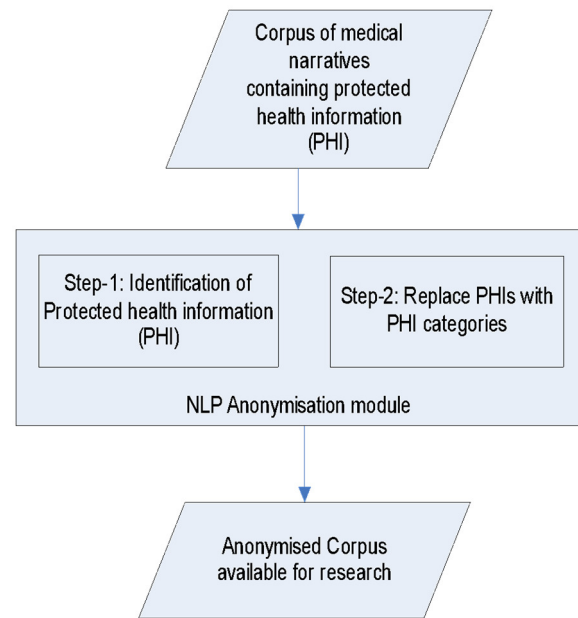 Corpus of medical
narratives
containing protected
health information
(PHI)
Step-1: Identification of
Protected health information
(PHI)
Step-2: Replace PHIs with
PHI categories
NLP Anonymisation module
Anonymised Corpus
available for research